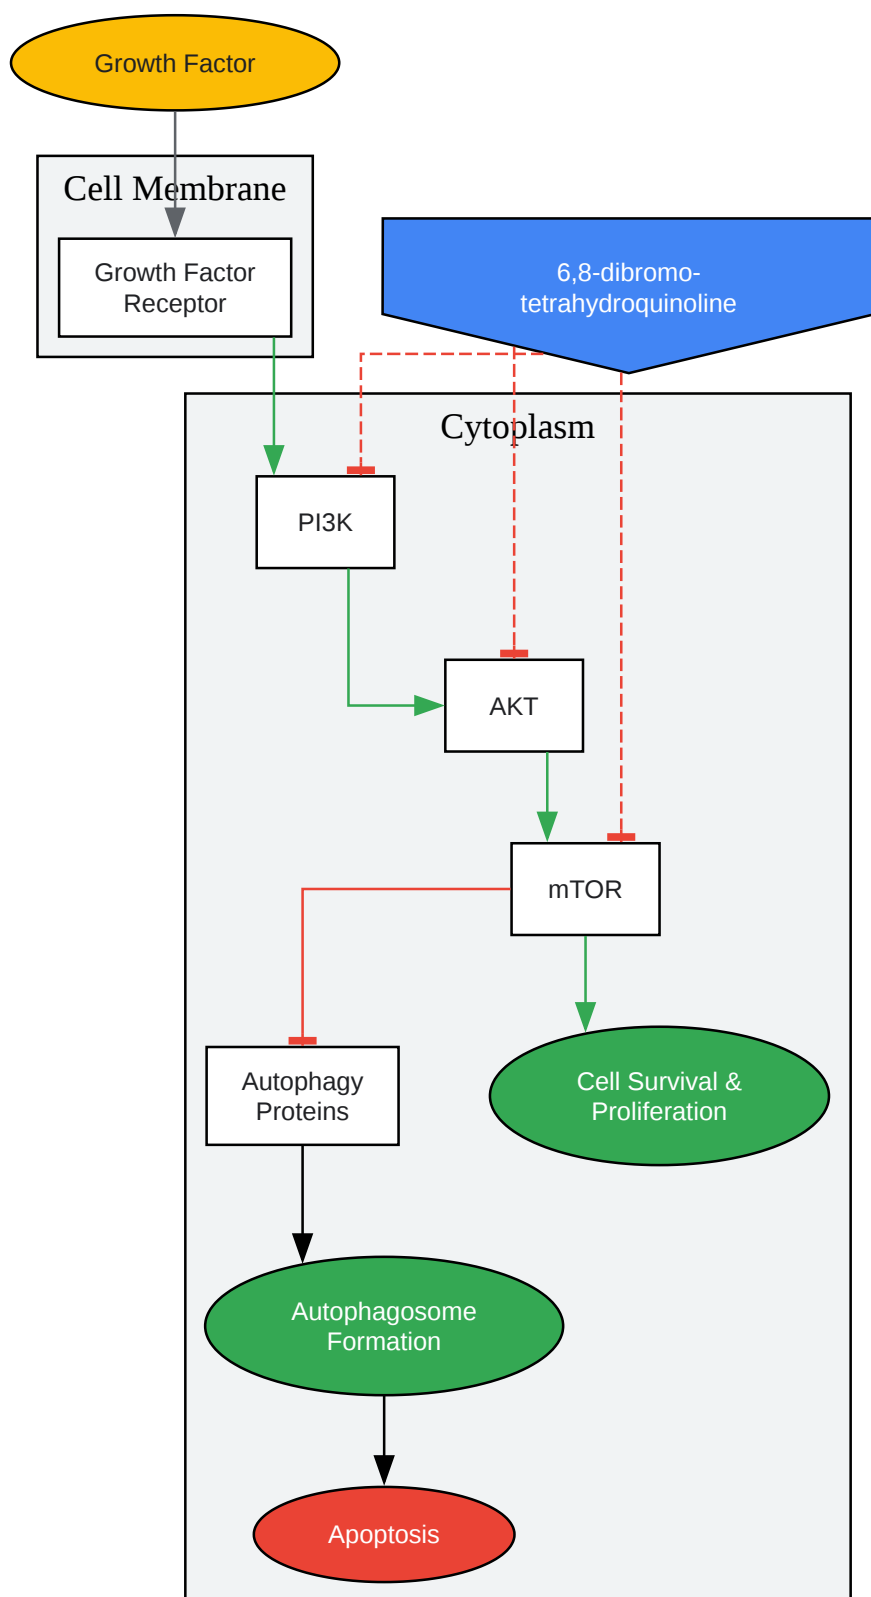 Growth Factor
Cell Membrane
Growth Factor
Receptor
6,8-dibromo-
tetrahydroquinoline
Cytoplasm
PI3K
AKT
mTOR
Autophagy
Proteins
Cell Survival &
Proliferation
Autophagosome
Formation
Apoptosis